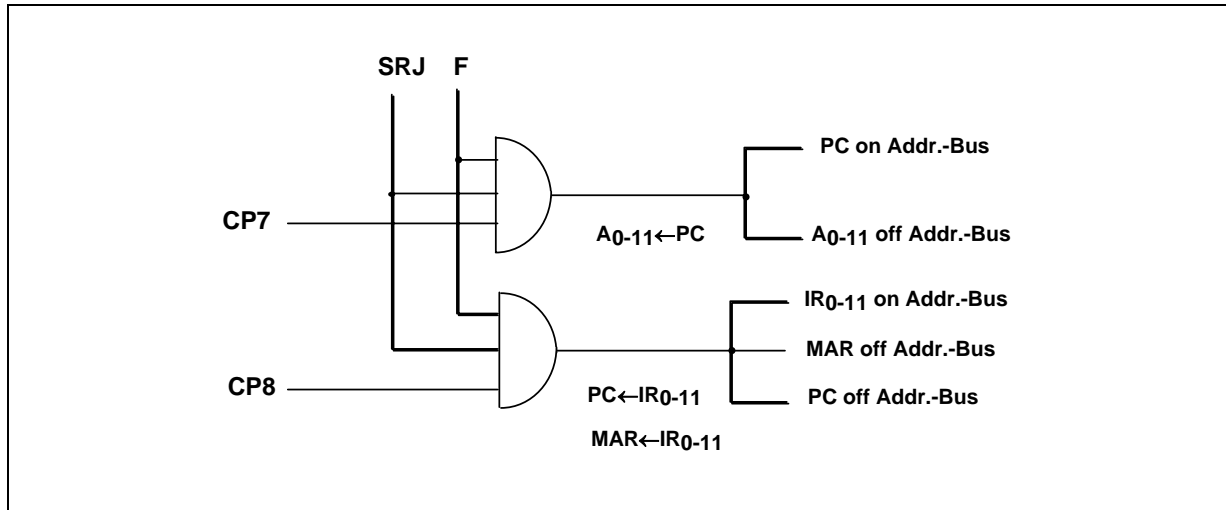 SRJ F
PC on Addr.-Bus
CP7
A0-11←PC
A0-11 off Addr.-Bus
IR0-11 on Addr.-Bus
MAR off Addr.-Bus
CP8
PC←IR0-11
PC off Addr.-Bus
MAR←IR0-11